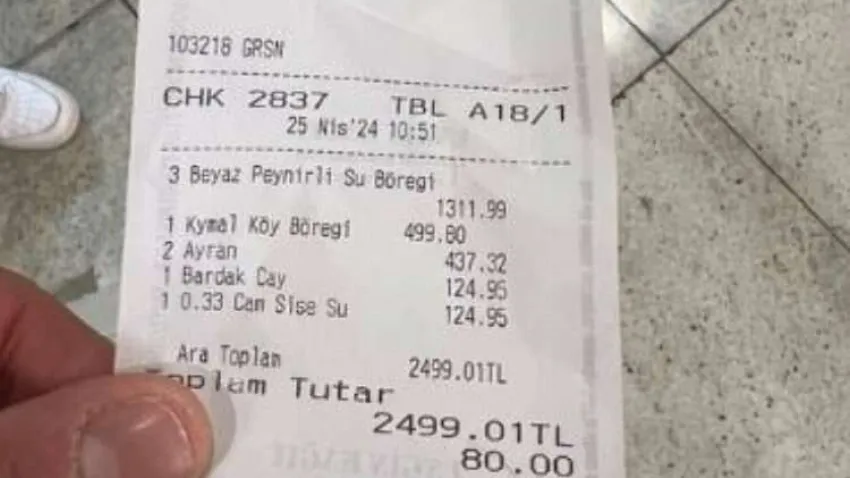 103218 GRSN
CHK 2837 TBL A18/1
25 Nis'24 10:51
3 Beyaz Peynirli Su Böregi
1311.99
1 Kymal Köy Böregi 499.80
2 Ayran 437.32
1 Bardak Cay 124.95
1 0.33 Cam Sise Su 124.95
Ara Toplam 2499.01TL
Toplam Tutar
2499.01TL
80.00